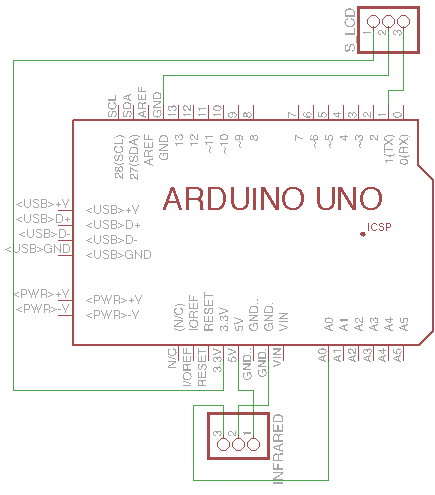 S_LCD
1 2 3
SCL SDA AREF GND 13 12 11 10 9 8 7 6 5 4 3 2 1 0
28(SCL) 27(SDA) AREF GND 13 12 ~11 ~10 ~9 8 7 ~6 ~5 4 ~3 2 1(TX) 0(RX)
ARDUINO UNO
ICSP
<USB>+V <USB>+V
<USB>D+ <USB>D+
<USB>D- <USB>D-
<USB>GND <USB>GND
<PWR>+V <PWR>+V
<PWR>-V <PWR>-V
(N/C) IOREF RESET 3.3V 5V GND.. GND. VIN A0 A1 A2 A3 A4 A5
N/C I/OREF RESET 3.3V 5V GND.. GND. VIN A0 A1 A2 A3 A4 A5
3 2 1
INFRARED